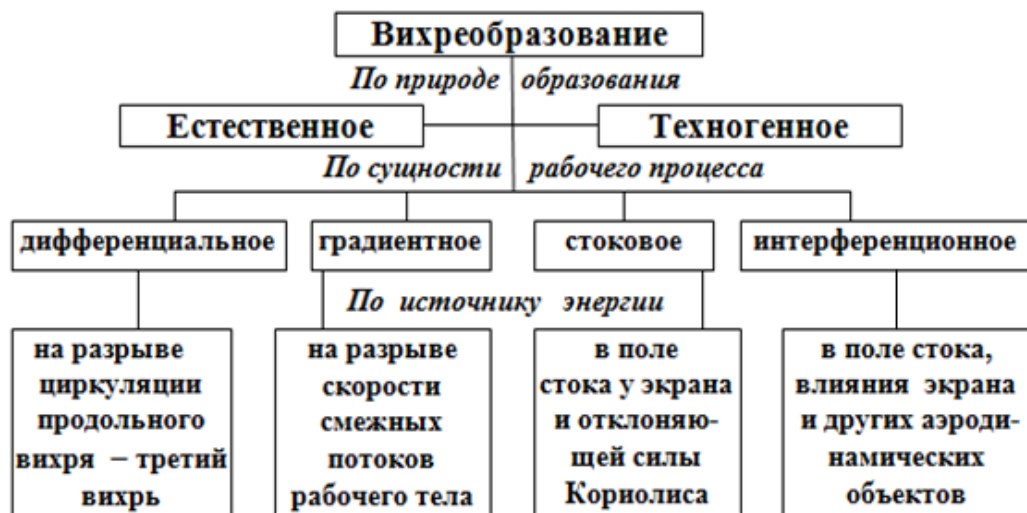 Вихреобразование
По природе образования
Естественное
Техногенное
По сущности рабочего процесса
дифференциальное
градиентное
стоковое
интерференционное
По источнику энергии
на разрыве
циркуляции
продольного
вихря – третий
вихрь
на разрыве
скорости
смежных
потоков
рабочего тела
в поле
стока у экрана
и отклоняю-
щей силы
Кориолиса
в поле стока,
влияния экрана
и других аэроди-
намических
объектов